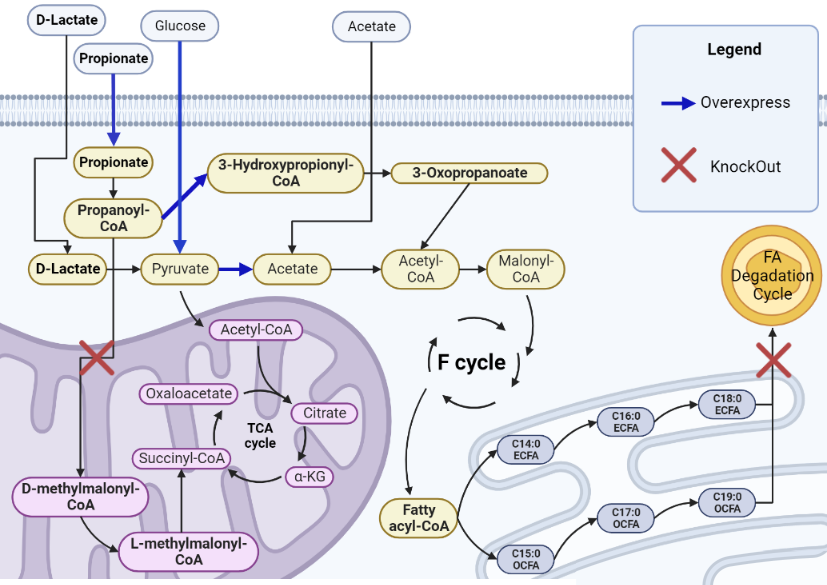 D-Lactate
Glucose
Acetate
Propionate
Legend
Overexpress
KnockOut
Propionate
3-Hydroxypropionyl-
CoA
3-Oxopropanoate
Propanoyl-
CoA
D-Lactate
Pyruvate
Acetate
Acetyl-
CoA
Malonyl-
CoA
FA
Degadation
Cycle
Acetyl-CoA
F cycle
Oxaloacetate
Citrate
TCA
cycle
Succinyl-CoA
α-KG
D-methylmalonyl-
CoA
L-methylmalonyl-
CoA
Fatty
acyl-CoA
C14:0
ECFA
C16:0
ECFA
C18:0
ECFA
C15:0
OCFA
C17:0
OCFA
C19:0
OCFA